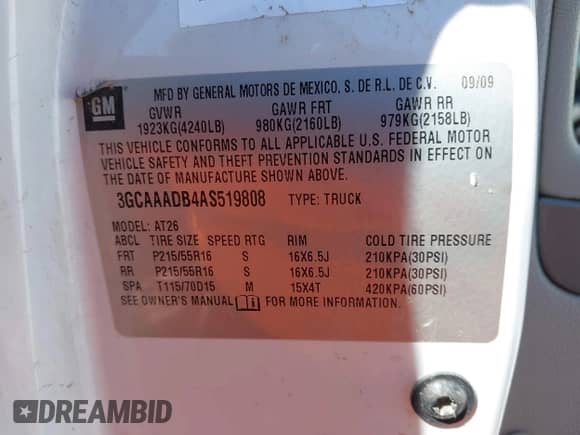 GM
MFD BY GENERAL MOTORS DE MEXICO, S. DE R.L. DE C.V. 09/09
GVWR GAWR FRT GAWR RR
1923KG(4240LB) 980KG(2160LB) 979KG(2158LB)
THIS VEHICLE CONFORMS TO ALL APPLICABLE U.S. FEDERAL MOTOR
VEHICLE SAFETY AND THEFT PREVENTION STANDARDS IN EFFECT ON
THE DATE OF MANUFACTURE SHOWN ABOVE.
3GCAAADB4AS519808 TYPE: TRUCK
MODEL: AT26
ABCL TIRE SIZE SPEED RTG RIM COLD TIRE PRESSURE
FRT P215/55R16 S 16X6.5J 210KPA(30PSI)
RR P215/55R16 S 16X6.5J 210KPA(30PSI)
SPA T115/70D15 M 15X4T 420KPA(60PSI)
SEE OWNER'S MANUAL FOR MORE INFORMATION.
DREAMBID